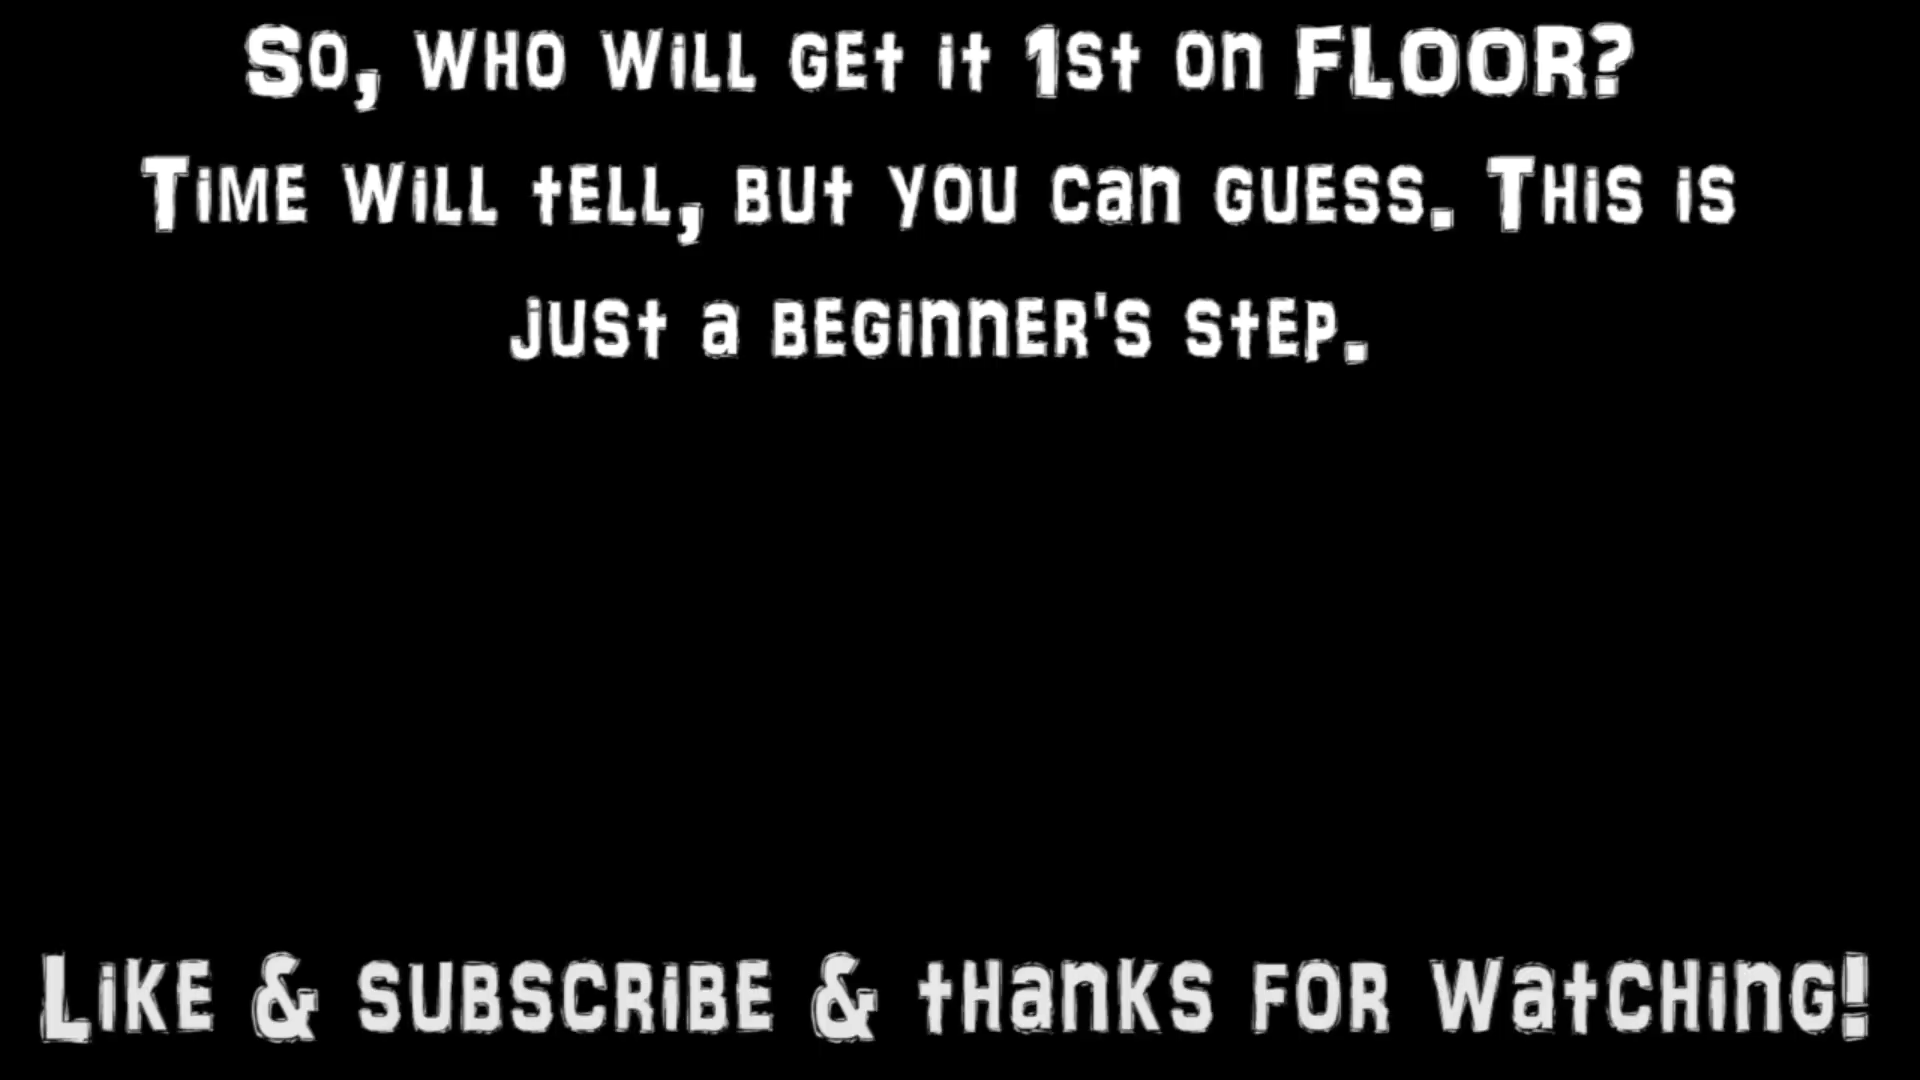 So, who will get it 1st on FLOOR?
Time will tell, but you can guess. This is
just a beginner's step.
Like & subscribe & thanks for watching!